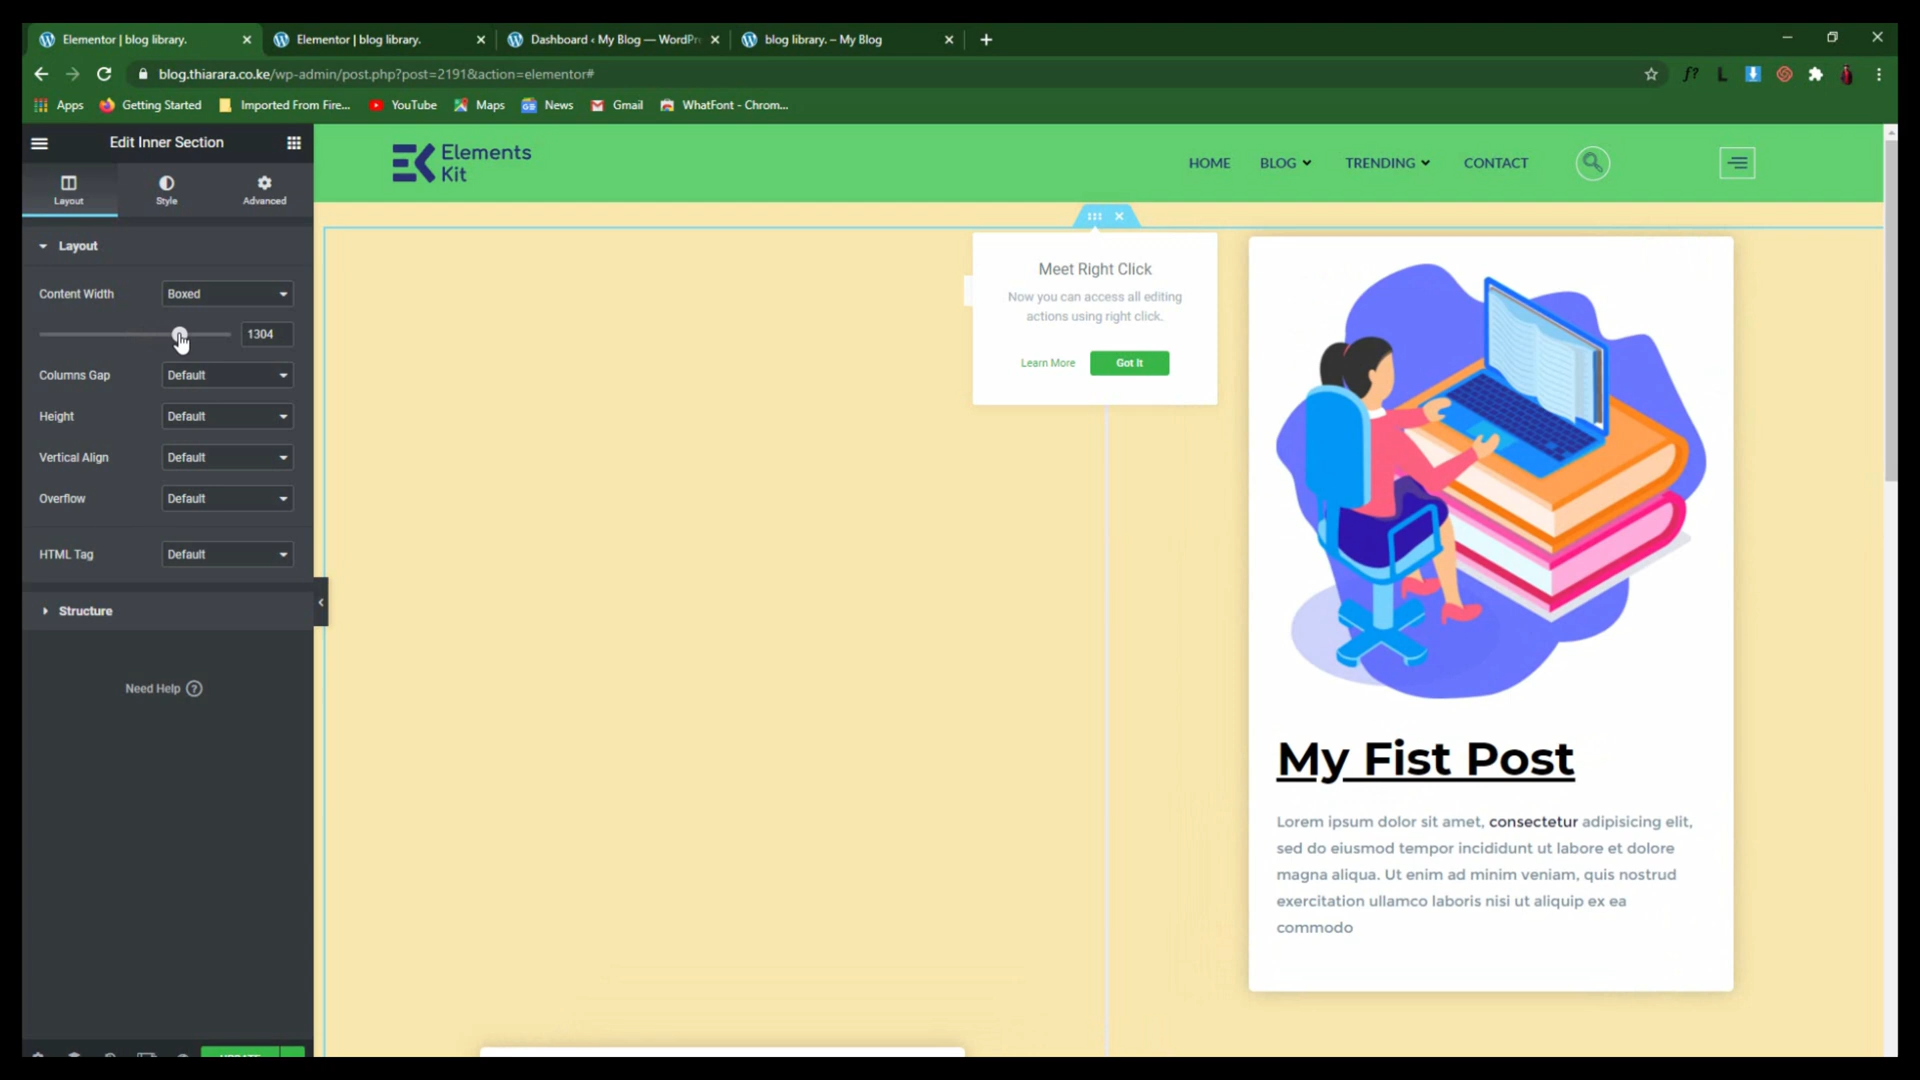 Elementor | blog library.
Elementor | blog library.
Dashboard ‹ My Blog — WordPr
blog library. – My Blog
blog.thiarara.co.ke/wp-admin/post.php?post=2191&action=elementor#
f?
L
Apps
Getting Started
Imported From Fire...
YouTube
Maps
News
Gmail
WhatFont - Chrom...
Edit Inner Section
Layout
Style
Advanced
Layout
Content Width
Boxed
1304
Columns Gap
Default
Height
Default
Vertical Align
Default
Overflow
Default
HTML Tag
Default
Structure
Need Help ?
UPDATE
EK Elements
Kit
HOME
BLOG
TRENDING
CONTACT
Meet Right Click
Now you can access all editing
actions using right click.
Learn More
Got It
My Fist Post
Lorem ipsum dolor sit amet, consectetur adipisicing elit,
sed do eiusmod tempor incididunt ut labore et dolore
magna aliqua. Ut enim ad minim veniam, quis nostrud
exercitation ullamco laboris nisi ut aliquip ex ea
commodo